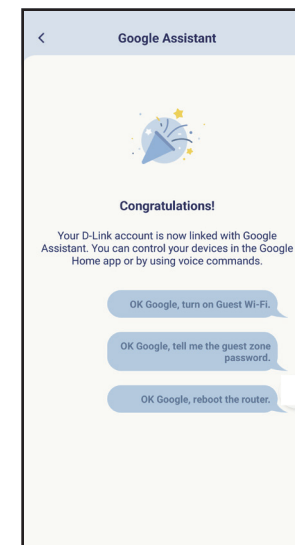 Google Assistant
Congratulations!
Your D-Link account is now linked with Google
Assistant. You can control your devices in the Google
Home app or by using voice commands.
OK Google, turn on Guest Wi-Fi.
OK Google, tell me the guest zone
password.
OK Google, reboot the router.